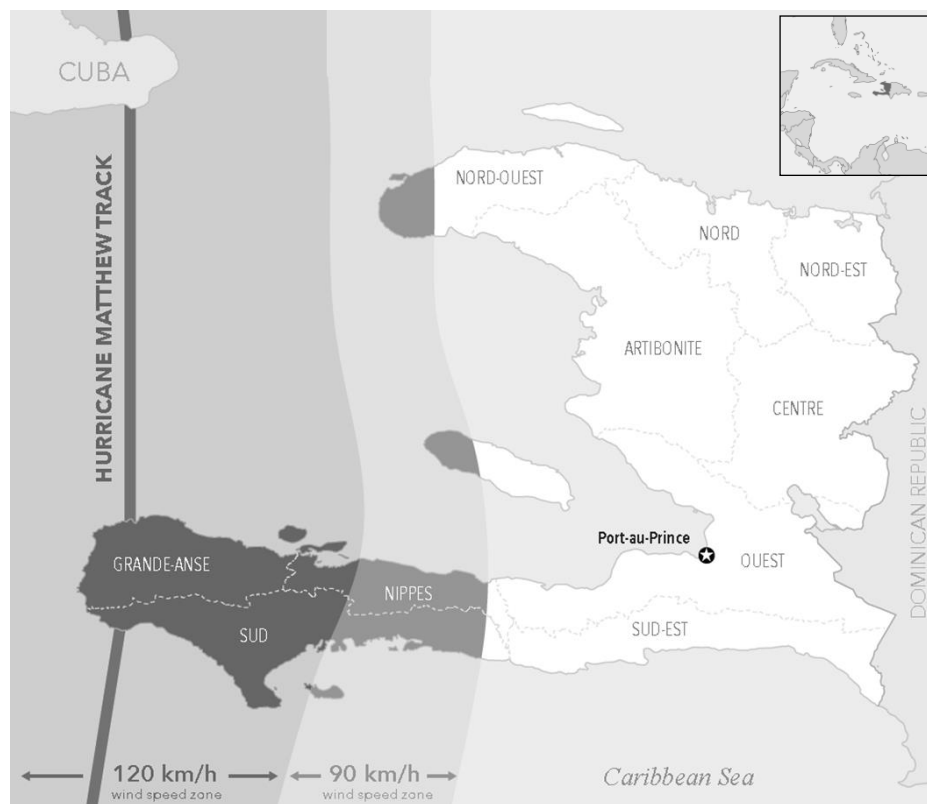 CUBA
HURRICANE MATTHEW TRACK
NORD-OUEST
NORD
NORD-EST
ARTIBONITE
CENTRE
DOMINICAN REPUBLIC
Port-au-Prince
OUEST
GRANDE-ANSE
NIPPES
SUD
SUD-EST
120 km/h
wind speed zone
90 km/h
wind speed zone
Caribbean Sea